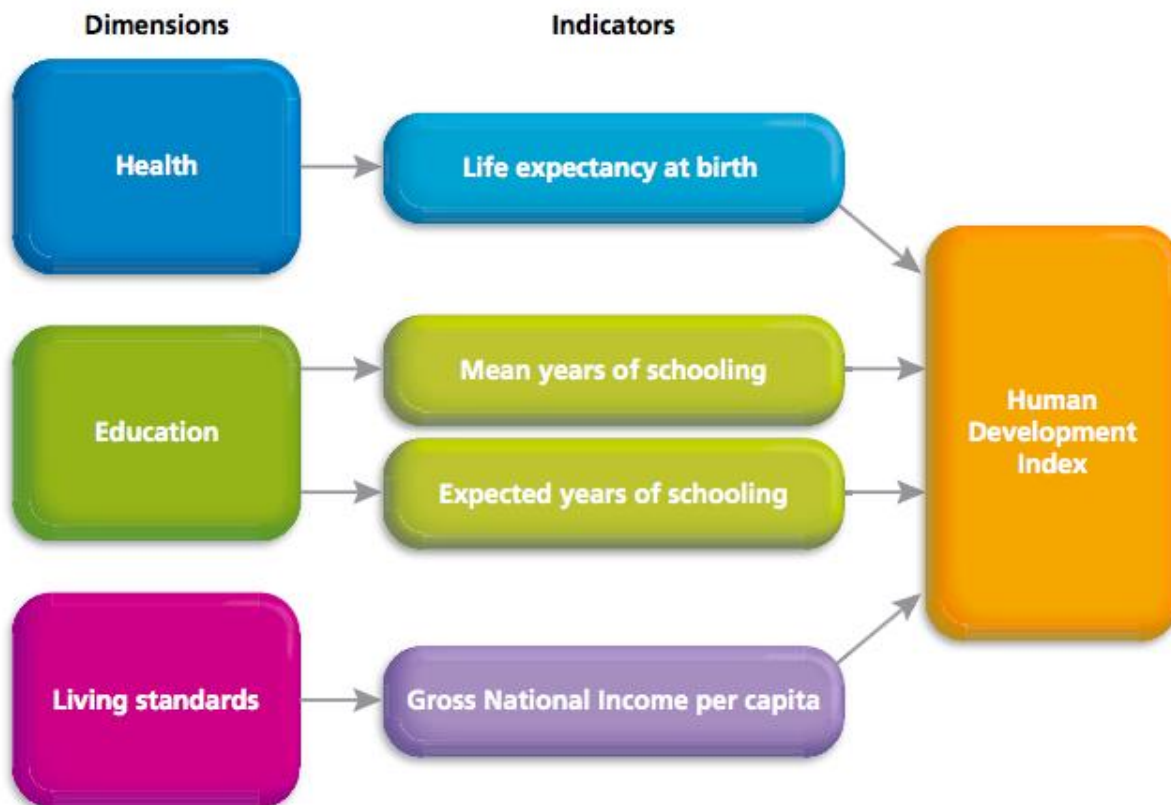 Dimensions
Indicators
Health
Life expectancy at birth
Education
Mean years of schooling
Expected years of schooling
Human
Development
Index
Living standards
Gross National Income per capita